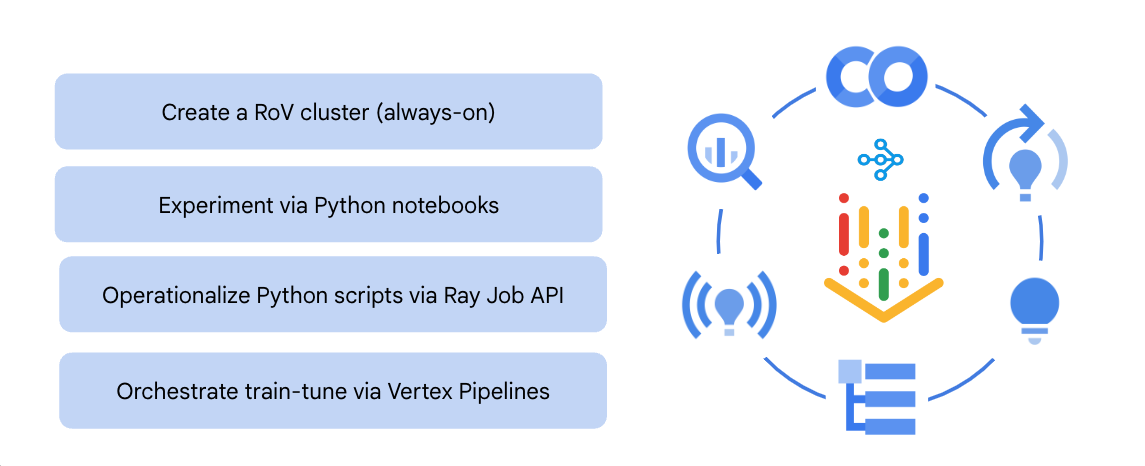 Create a RoV cluster (always-on)
Experiment via Python notebooks
Operationalize Python scripts via Ray Job API
Orchestrate train-tune via Vertex Pipelines